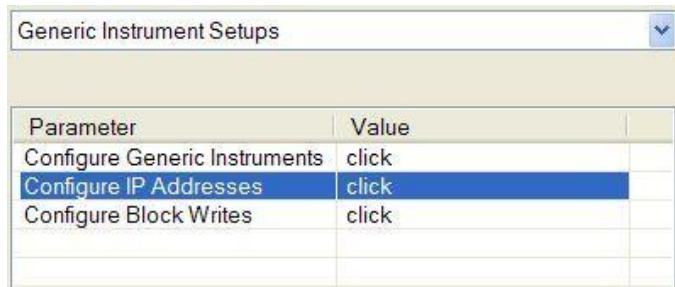 Generic Instrument Setups
Parameter Value
Configure Generic Instruments click
Configure IP Addresses click
Configure Block Writes click